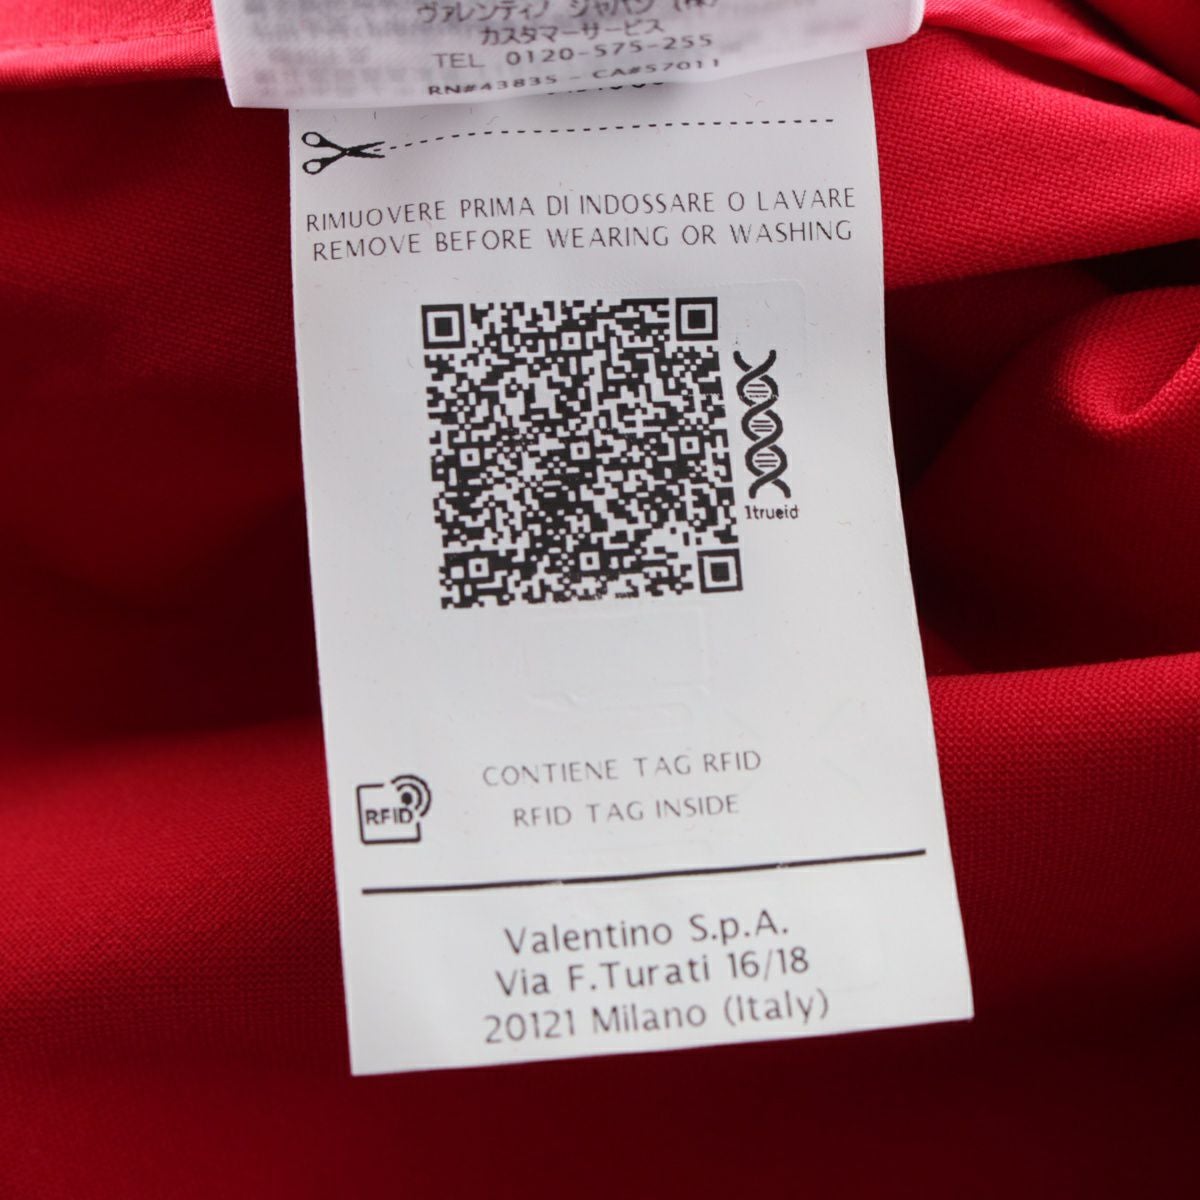 ヴァレンティノ ジャパン (株)
カスタマーサービス
TEL 0120-575-255
RN#43835 - CA#57011
RIMUOVERE PRIMA DI INDOSSARE O LAVARE
REMOVE BEFORE WEARING OR WASHING
1trueid
CONTIENE TAG RFID
RFID TAG INSIDE
RFID
Valentino S.p.A.
Via F.Turati 16/18
20121 Milano (Italy)